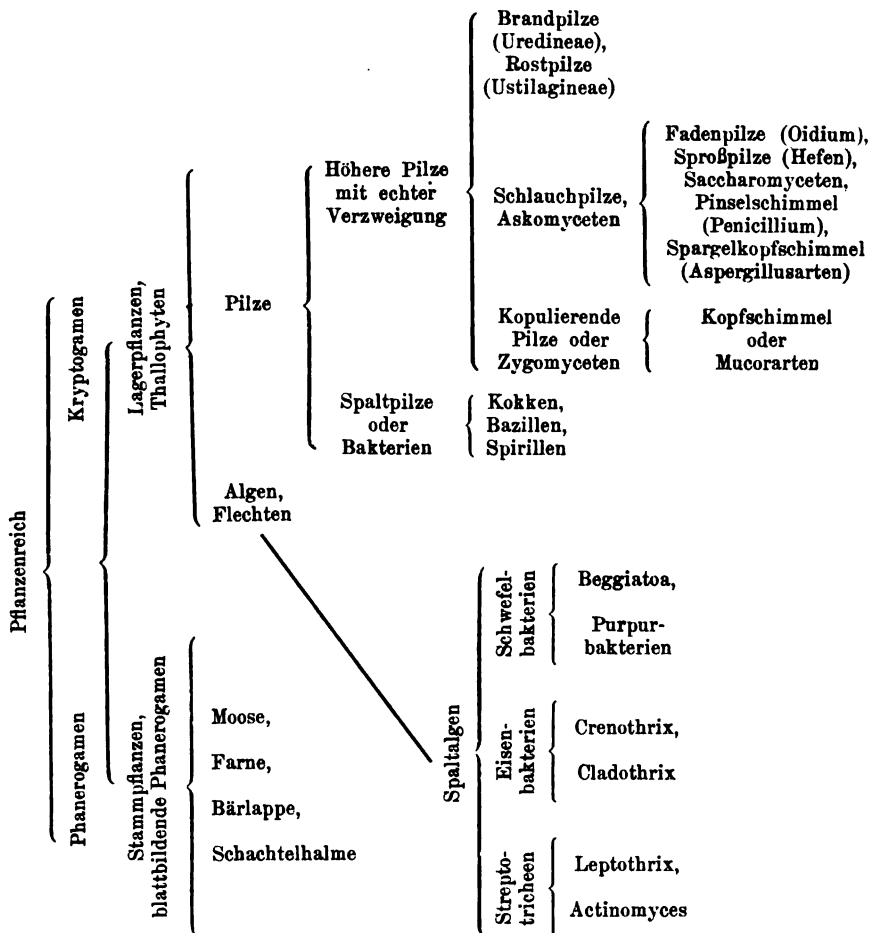 Pflanzenreich
Kryptogamen
Phanerogamen
Lagerpflanzen,
Thallophyten
Stammpflanzen,
blattbildende Phanerogamen
Pilze
Algen,
Flechten
Moose,
Farne,
Bärlappe,
Schachtelhalme
Höhere Pilze
mit echter
Verzweigung
Spaltpilze
oder
Bakterien
Brandpilze
(Uredineae),
Rostpilze
(Ustilagineae)
Schlauchpilze,
Askomyceten
Kopulierende
Pilze oder
Zygomyceten
Kokken,
Bazillen,
Spirillen
Fadenpilze (Oidium),
Sproßpilze (Hefen),
Saccharomyceten,
Pinselschimmel
(Penicillium),
Spargelkopfschimmel
(Aspergillusarten)
Kopfschimmel
oder
Mucorarten
Spaltalgen
Schwefel-
bakterien
Beggiatoa,
Purpur-
bakterien
Eisen-
bakterien
Crenothrix,
Cladothrix
Strepto-
tricheen
Leptothrix,
Actinomyces